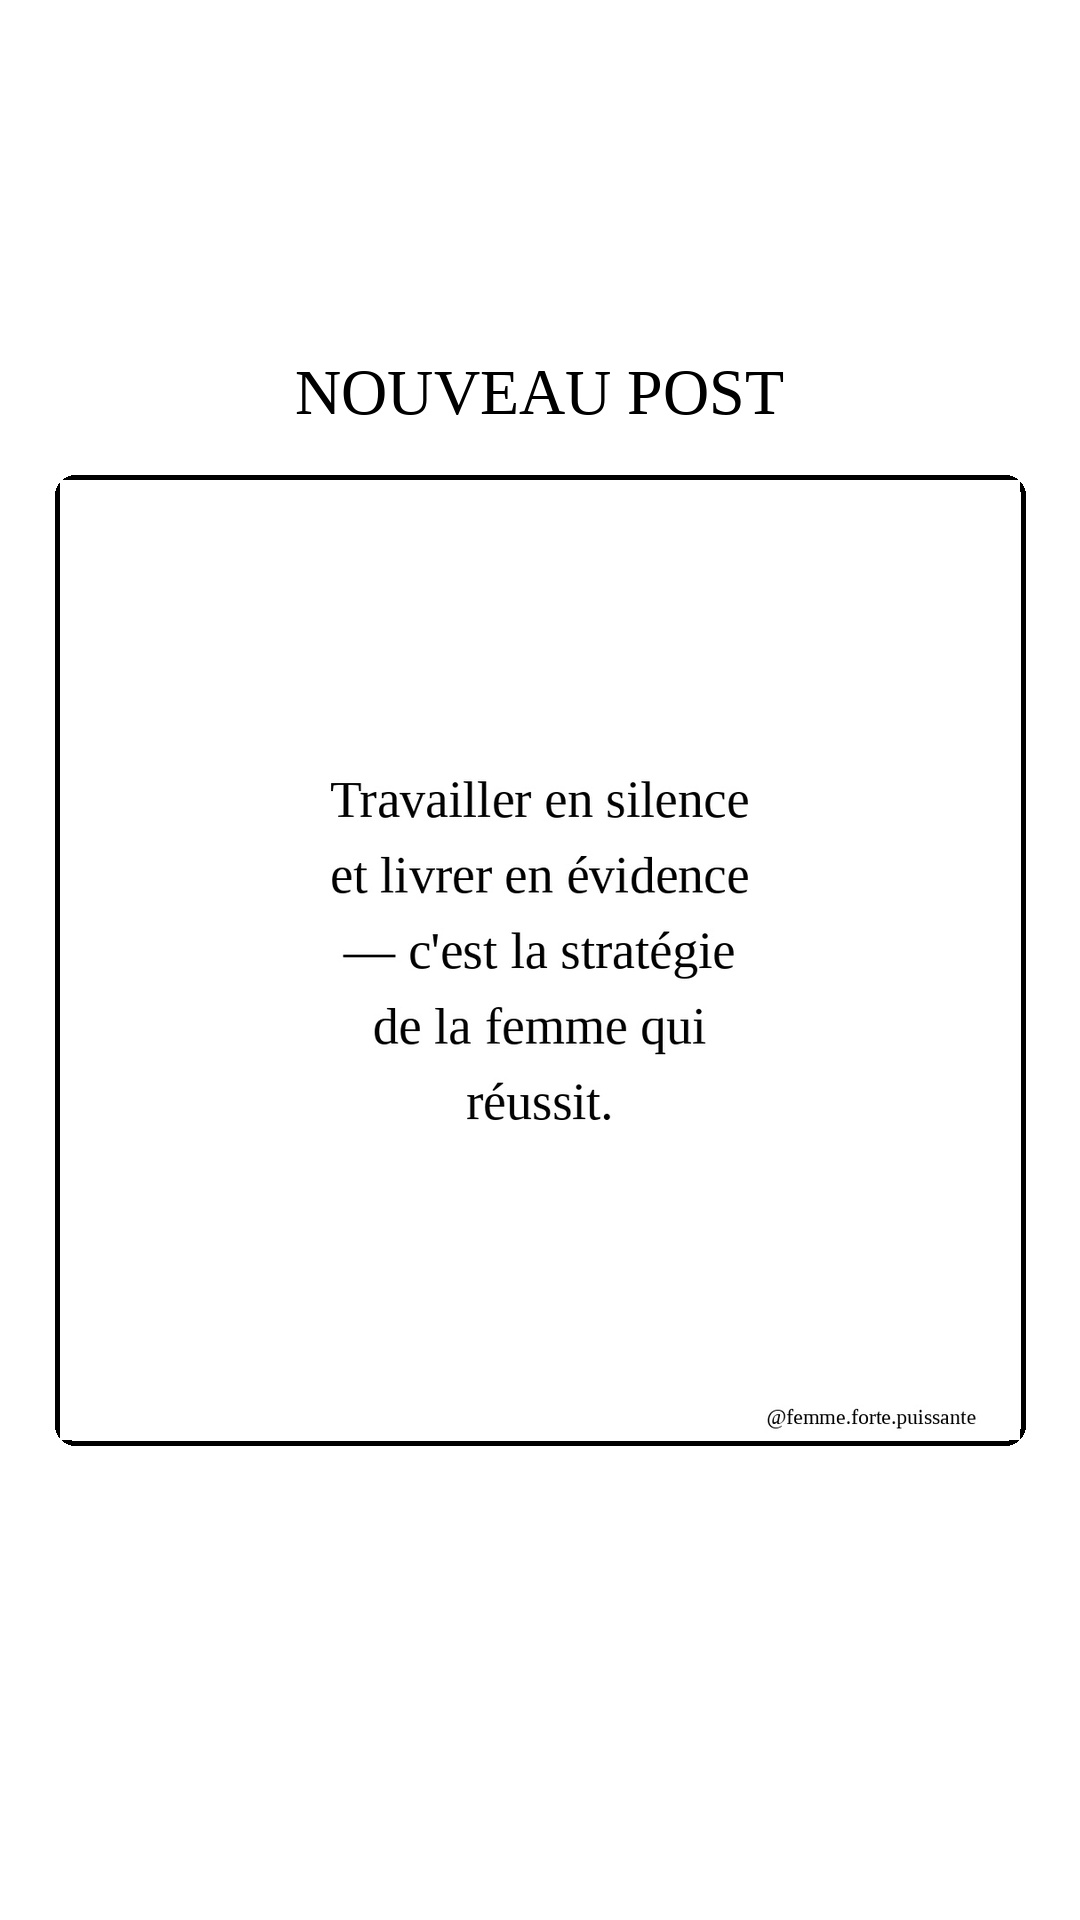 NOUVEAU POST
Travailler en silence
et livrer en évidence
— c'est la stratégie
de la femme qui
réussit.
@femme.forte.puissante